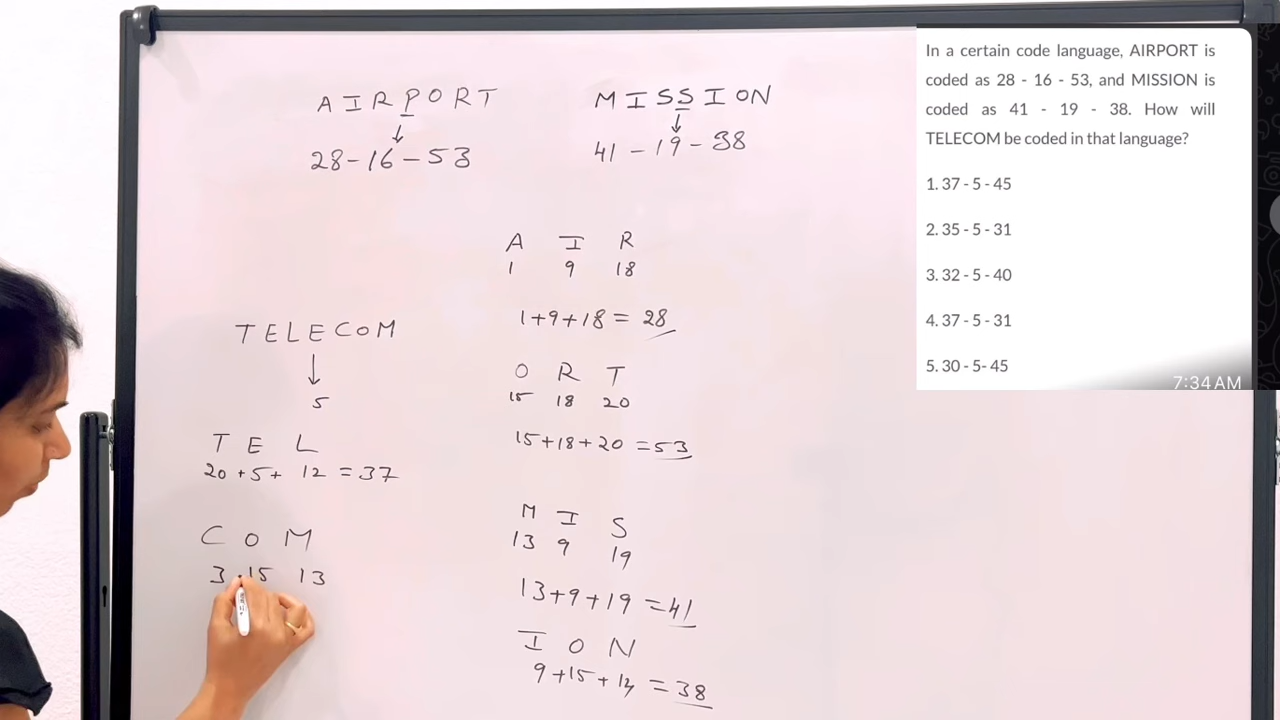 A I R P O R T
28-16-53
M I S S I O N
41 - 19 - 38
A I R
1 9 18
1+9+18 = 28
O R T
15 18 20
15+18+20 = 53
M I S
13 9 19
13+9+19 = 41
I O N
9+15+14 = 38
T E L E C O M
5
T E L
20+5+ 12 = 37
C O M
3 . 15 13
In a certain code language, AIRPORT is
coded as 28 - 16 - 53, and MISSION is
coded as 41 - 19 - 38. How will
TELECOM be coded in that language?
1. 37 - 5 - 45
2. 35 - 5 - 31
3. 32 - 5 - 40
4. 37 - 5 - 31
5. 30 - 5- 45
7:34 AM